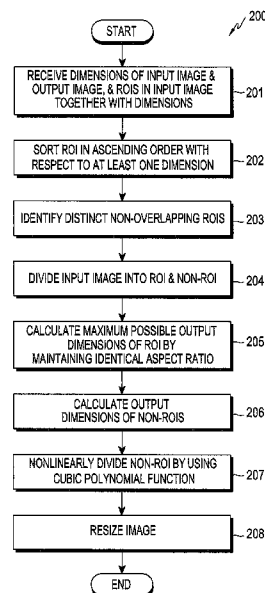 200
START
RECEIVE DIMENSIONS OF INPUT IMAGE &
OUTPUT IMAGE, & ROIS IN INPUT IMAGE
TOGETHER WITH DIMENSIONS
201
SORT ROI IN ASCENDING ORDER WITH
RESPECT TO AT LEAST ONE DIMENSION
202
IDENTIFY DISTINCT NON-OVERLAPPING ROIS
203
DIVIDE INPUT IMAGE INTO ROI & NON-ROI
204
CALCULATE MAXIMUM POSSIBLE OUTPUT
DIMENSIONS OF ROI BY
MAINTAINING IDENTICAL ASPECT RATIO
205
CALCULATE OUTPUT
DIMENSIONS OF NON-ROIS
206
NONLINEARLY DIVIDE NON-ROI BY USING
CUBIC POLYNOMIAL FUNCTION
207
RESIZE IMAGE
208
END